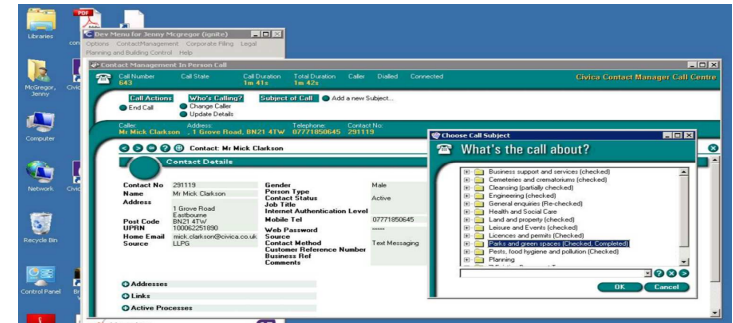 Libraries
McGregor, Jenny
Computer
Network
Recycle Bin
Control Panel
PDF
Dev Menu for Jenny Mcgregor (ignite)
Options ContactManagement Corporate Filing Legal
Planning and Building Control Help
Contact Management In Person Call
Call Number Call State Call Duration Total Duration Caller Dialled Connected
643 1m 41s 1m 42s Civica Contact Manager Call Centre
Call Actions Who's Calling? Subject of Call Add a new Subject...
End Call Change Caller
Update Details
Caller: Address: Telephone: Contact No:
Mr Mick Clarkson , 1 Grove Road, BN21 4TW 07771850645 291119
Contact: Mr Mick Clarkson
Contact Details
Contact No 291119
Name Mr Mick Clarkson
Address 1 Grove Road
Eastbourne
Post Code BN21 4TW
UPRN 100062251890
Home Email mick.clarkson@civica.co.uk
Source LLPG
Gender Male
Person Type
Contact Status Active
Job Title
Internet Authentication Level
Mobile Tel 07771850645
Web Password
Source
Contact Method Text Messaging
Customer Reference Number
Business Ref
Comments
Addresses
Links
Active Processes
Choose Call Subject
What's the call about?
Business support and services (checked)
Cemeteries and crematoriums (checked)
Cleansing (partially checked)
Engineering (checked)
General enquiries (Re-checked)
Health and Social Care
Land and property (checked)
Leisure and Events (checked)
Licences and permits (Checked)
Parks and green spaces (Checked, Completed)
Pests, food hygiene and pollution (Checked)
Planning
OK Cancel